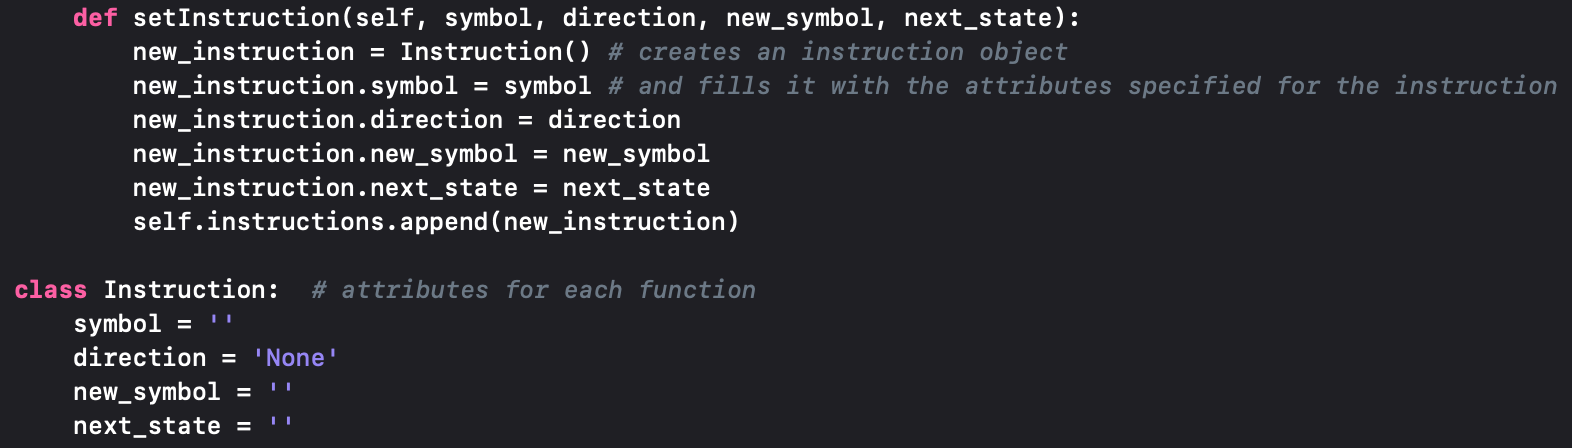 def setInstruction(self, symbol, direction, new_symbol, next_state):
new_instruction = Instruction() # creates an instruction object
new_instruction.symbol = symbol # and fills it with the attributes specified for the instruction
new_instruction.direction = direction
new_instruction.new_symbol = new_symbol
new_instruction.next_state = next_state
self.instructions.append(new_instruction)
class Instruction:  # attributes for each function
symbol = ''
direction = 'None'
new_symbol = ''
next_state = ''